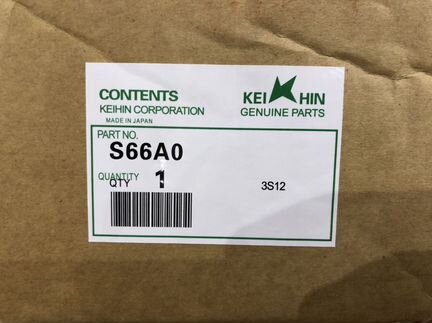 CONTENTS
KEIHIN CORPORATION
MADE IN JAPAN
KEIHIN
GENUINE PARTS
PART NO.
S66A0
QUANTITY 1
QTY
3S12